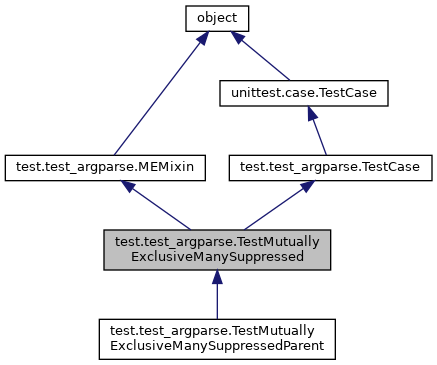 object
unittest.case.TestCase
test.test_argparse.MEMixin
test.test_argparse.TestCase
test.test_argparse.TestMutually
ExclusiveManySuppressed
test.test_argparse.TestMutually
ExclusiveManySuppressedParent